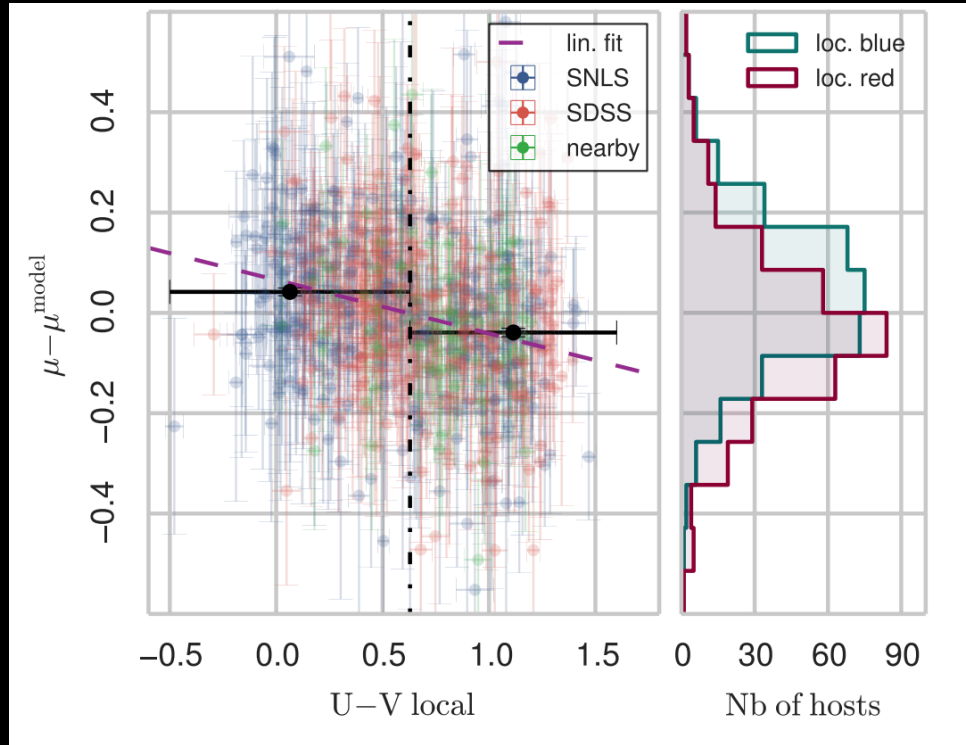 lin. fit
SNLS
SDSS
nearby
loc. blue
loc. red
0.4
0.2
0.0
−0.2
−0.4
μ−μ^model
−0.5 0.0 0.5 1.0 1.5
U−V local
0 30 60 90
Nb of hosts